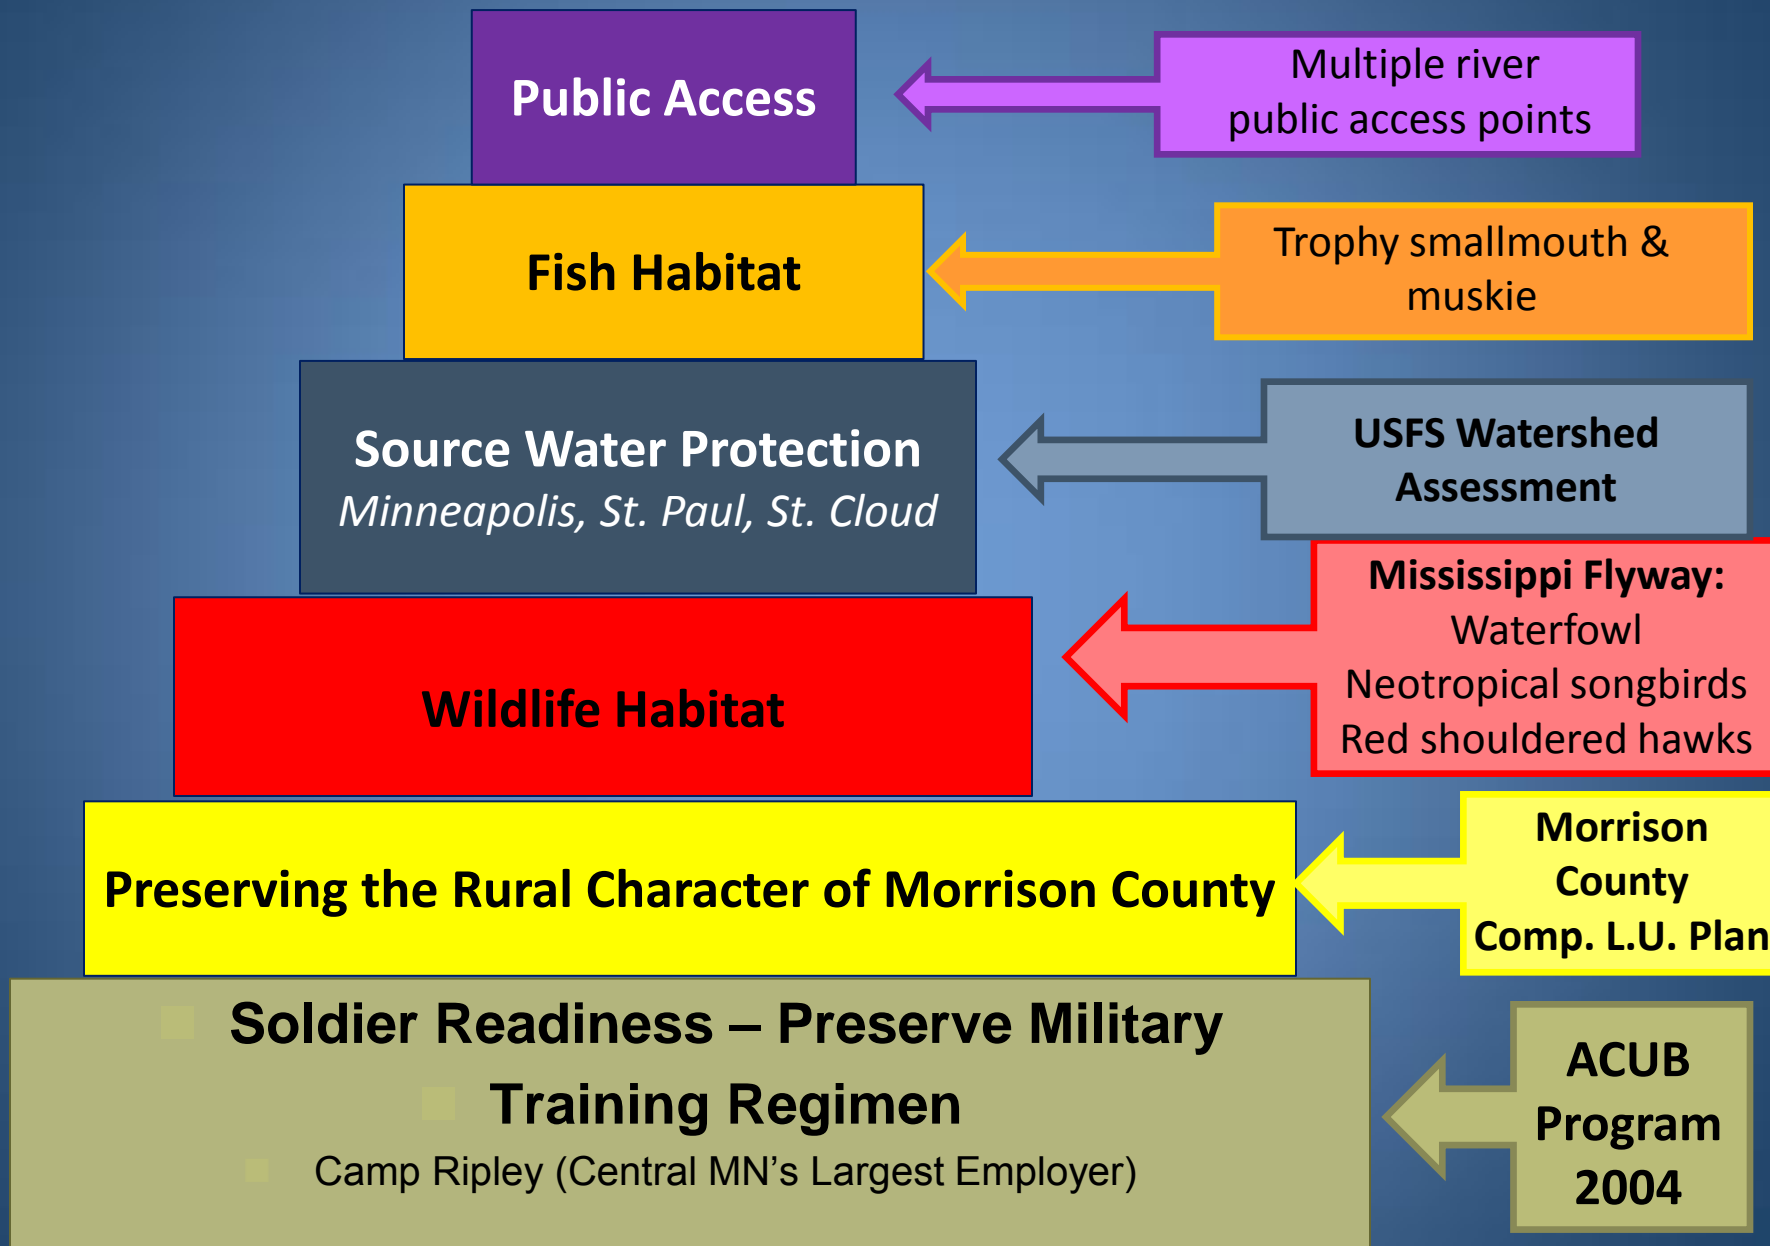 Public Access
Multiple river
public access points
Fish Habitat
Trophy smallmouth &
muskie
Source Water Protection
Minneapolis, St. Paul, St. Cloud
USFS Watershed
Assessment
Wildlife Habitat
Mississippi Flyway:
Waterfowl
Neotropical songbirds
Red shouldered hawks
Preserving the Rural Character of Morrison County
Morrison
County
Comp. L.U. Plan
Soldier Readiness – Preserve Military
Training Regimen
Camp Ripley (Central MN’s Largest Employer)
ACUB
Program
2004